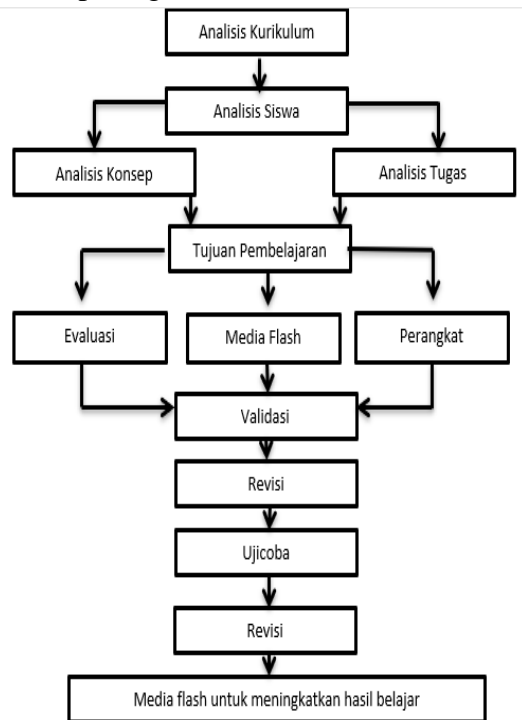 Analisis Kurikulum
Analisis Siswa
Analisis Konsep
Analisis Tugas
Tujuan Pembelajaran
Evaluasi
Media Flash
Perangkat
Validasi
Revisi
Ujicoba
Revisi
Media flash untuk meningkatkan hasil belajar